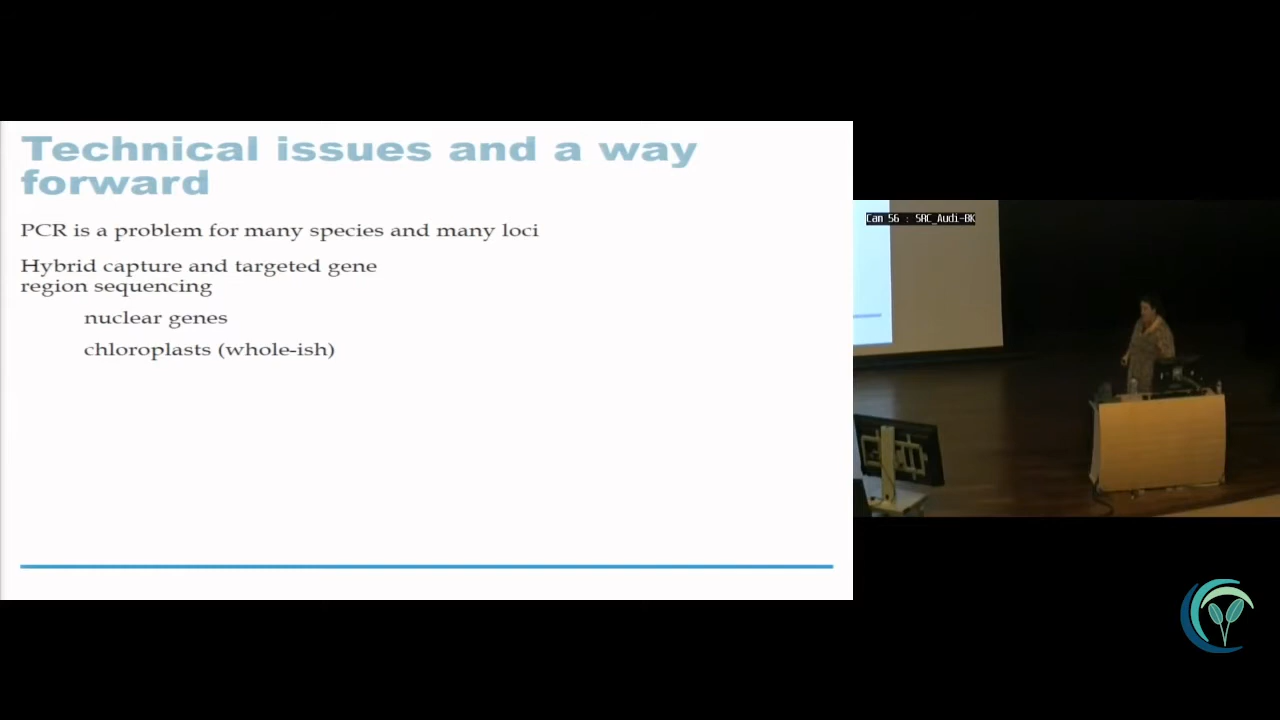 Technical issues and a way
forward
PCR is a problem for many species and many loci
Hybrid capture and targeted gene
region sequencing
nuclear genes
chloroplasts (whole-ish)
Cam 56 : SRC_Audi-BK